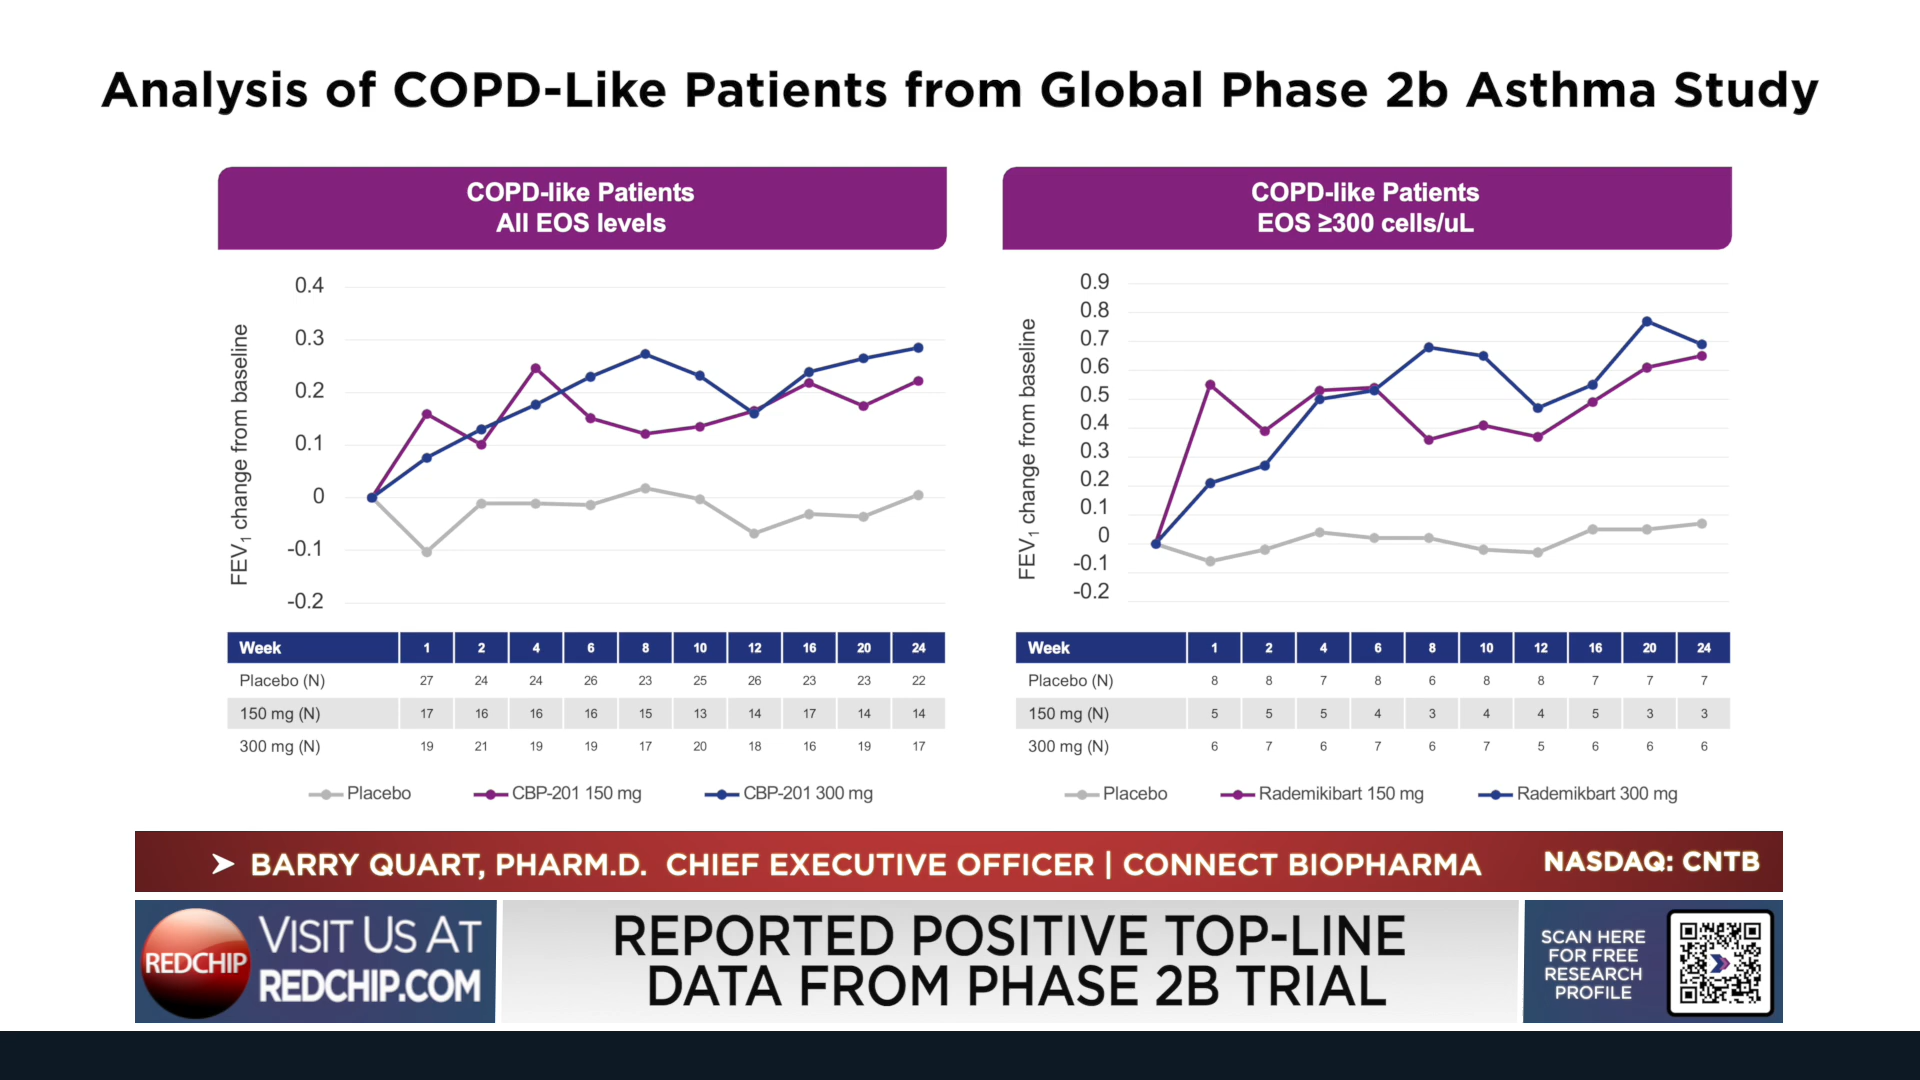 Analysis of COPD-Like Patients from Global Phase 2b Asthma Study
COPD-like Patients
All EOS levels
FEV1 change from baseline
0.4
0.3
0.2
0.1
0
-0.1
-0.2
Week 1 2 4 6 8 10 12 16 20 24
Placebo (N) 27 24 24 26 23 25 26 23 23 22
150 mg (N) 17 16 16 16 15 13 14 17 14 14
300 mg (N) 19 21 19 19 17 20 18 16 19 17
Placebo CBP-201 150 mg CBP-201 300 mg
COPD-like Patients
EOS ≥300 cells/uL
FEV1 change from baseline
0.9
0.8
0.7
0.6
0.5
0.4
0.3
0.2
0.1
0
-0.1
-0.2
Week 1 2 4 6 8 10 12 16 20 24
Placebo (N) 8 8 7 8 6 8 8 7 7 7
150 mg (N) 5 5 5 4 3 4 4 5 3 3
300 mg (N) 6 7 6 7 6 7 5 6 6 6
Placebo Rademikibart 150 mg Rademikbart 300 mg
BARRY QUART, PHARM.D. CHIEF EXECUTIVE OFFICER | CONNECT BIOPHARMA NASDAQ: CNTB
REDCHIP
VISIT US AT
REDCHIP.COM
REPORTED POSITIVE TOP-LINE
DATA FROM PHASE 2B TRIAL
SCAN HERE
FOR FREE
RESEARCH
PROFILE